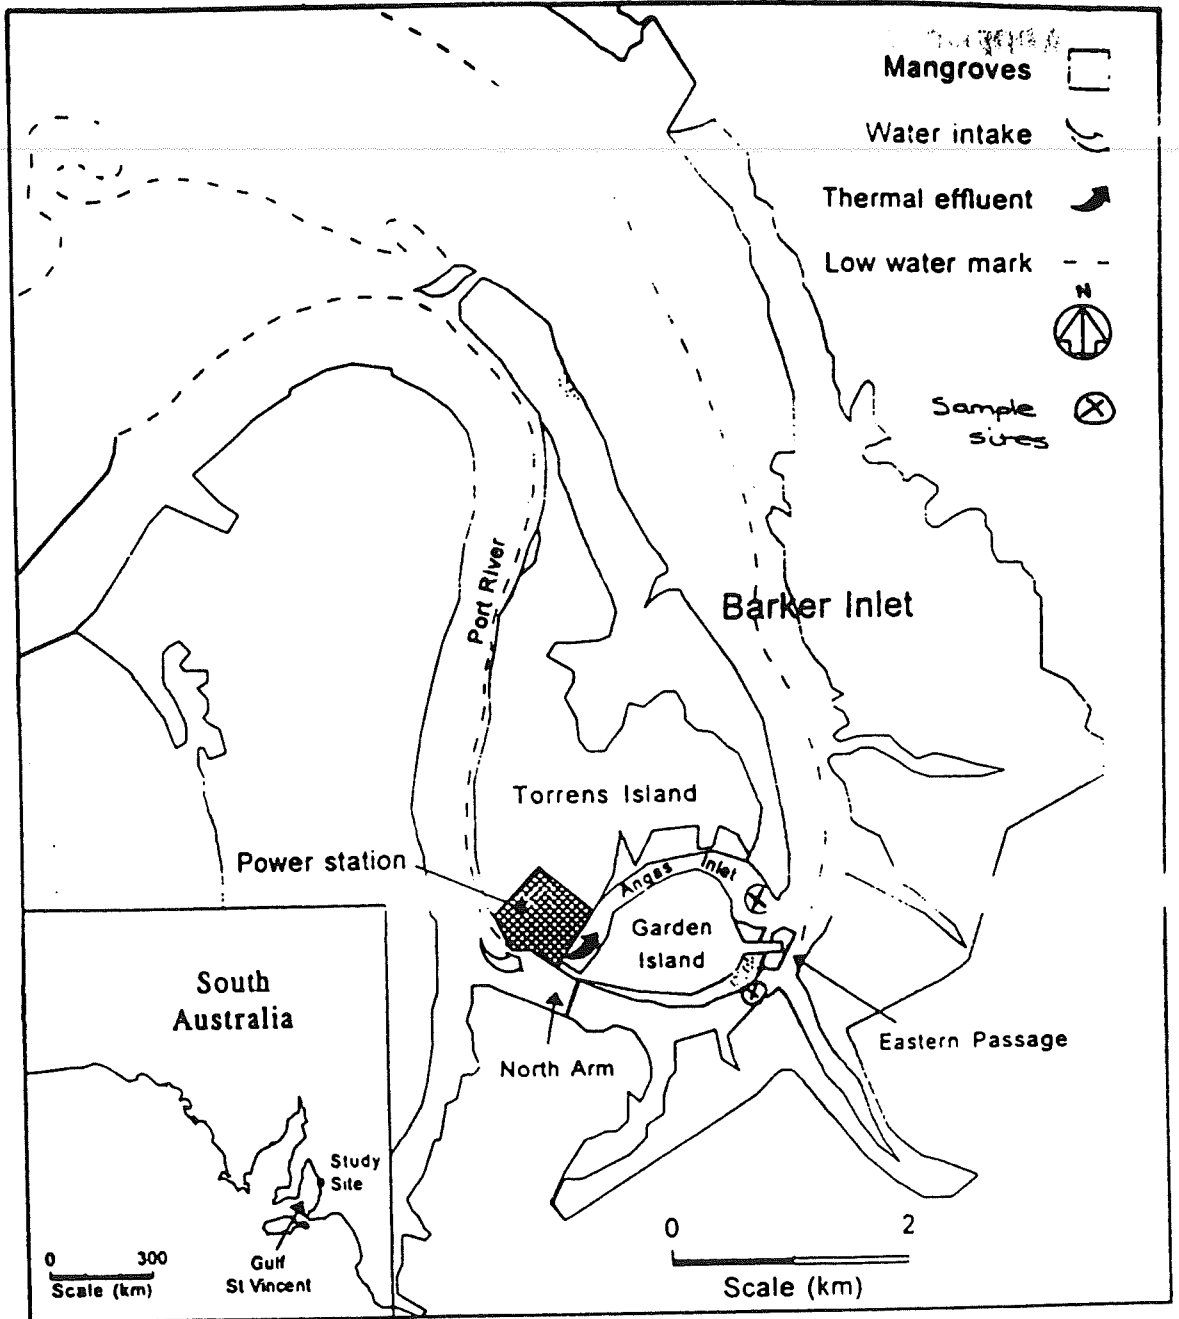 Mangroves
Water intake
Thermal effluent
Low water mark
N
Sample
sites
Port River
Barker Inlet
Torrens Island
Power station
Angas Inlet
Garden
Island
Eastern Passage
North Arm
South
Australia
Study
Site
Gulf
St Vincent
0 300
Scale (km)
0 2
Scale (km)